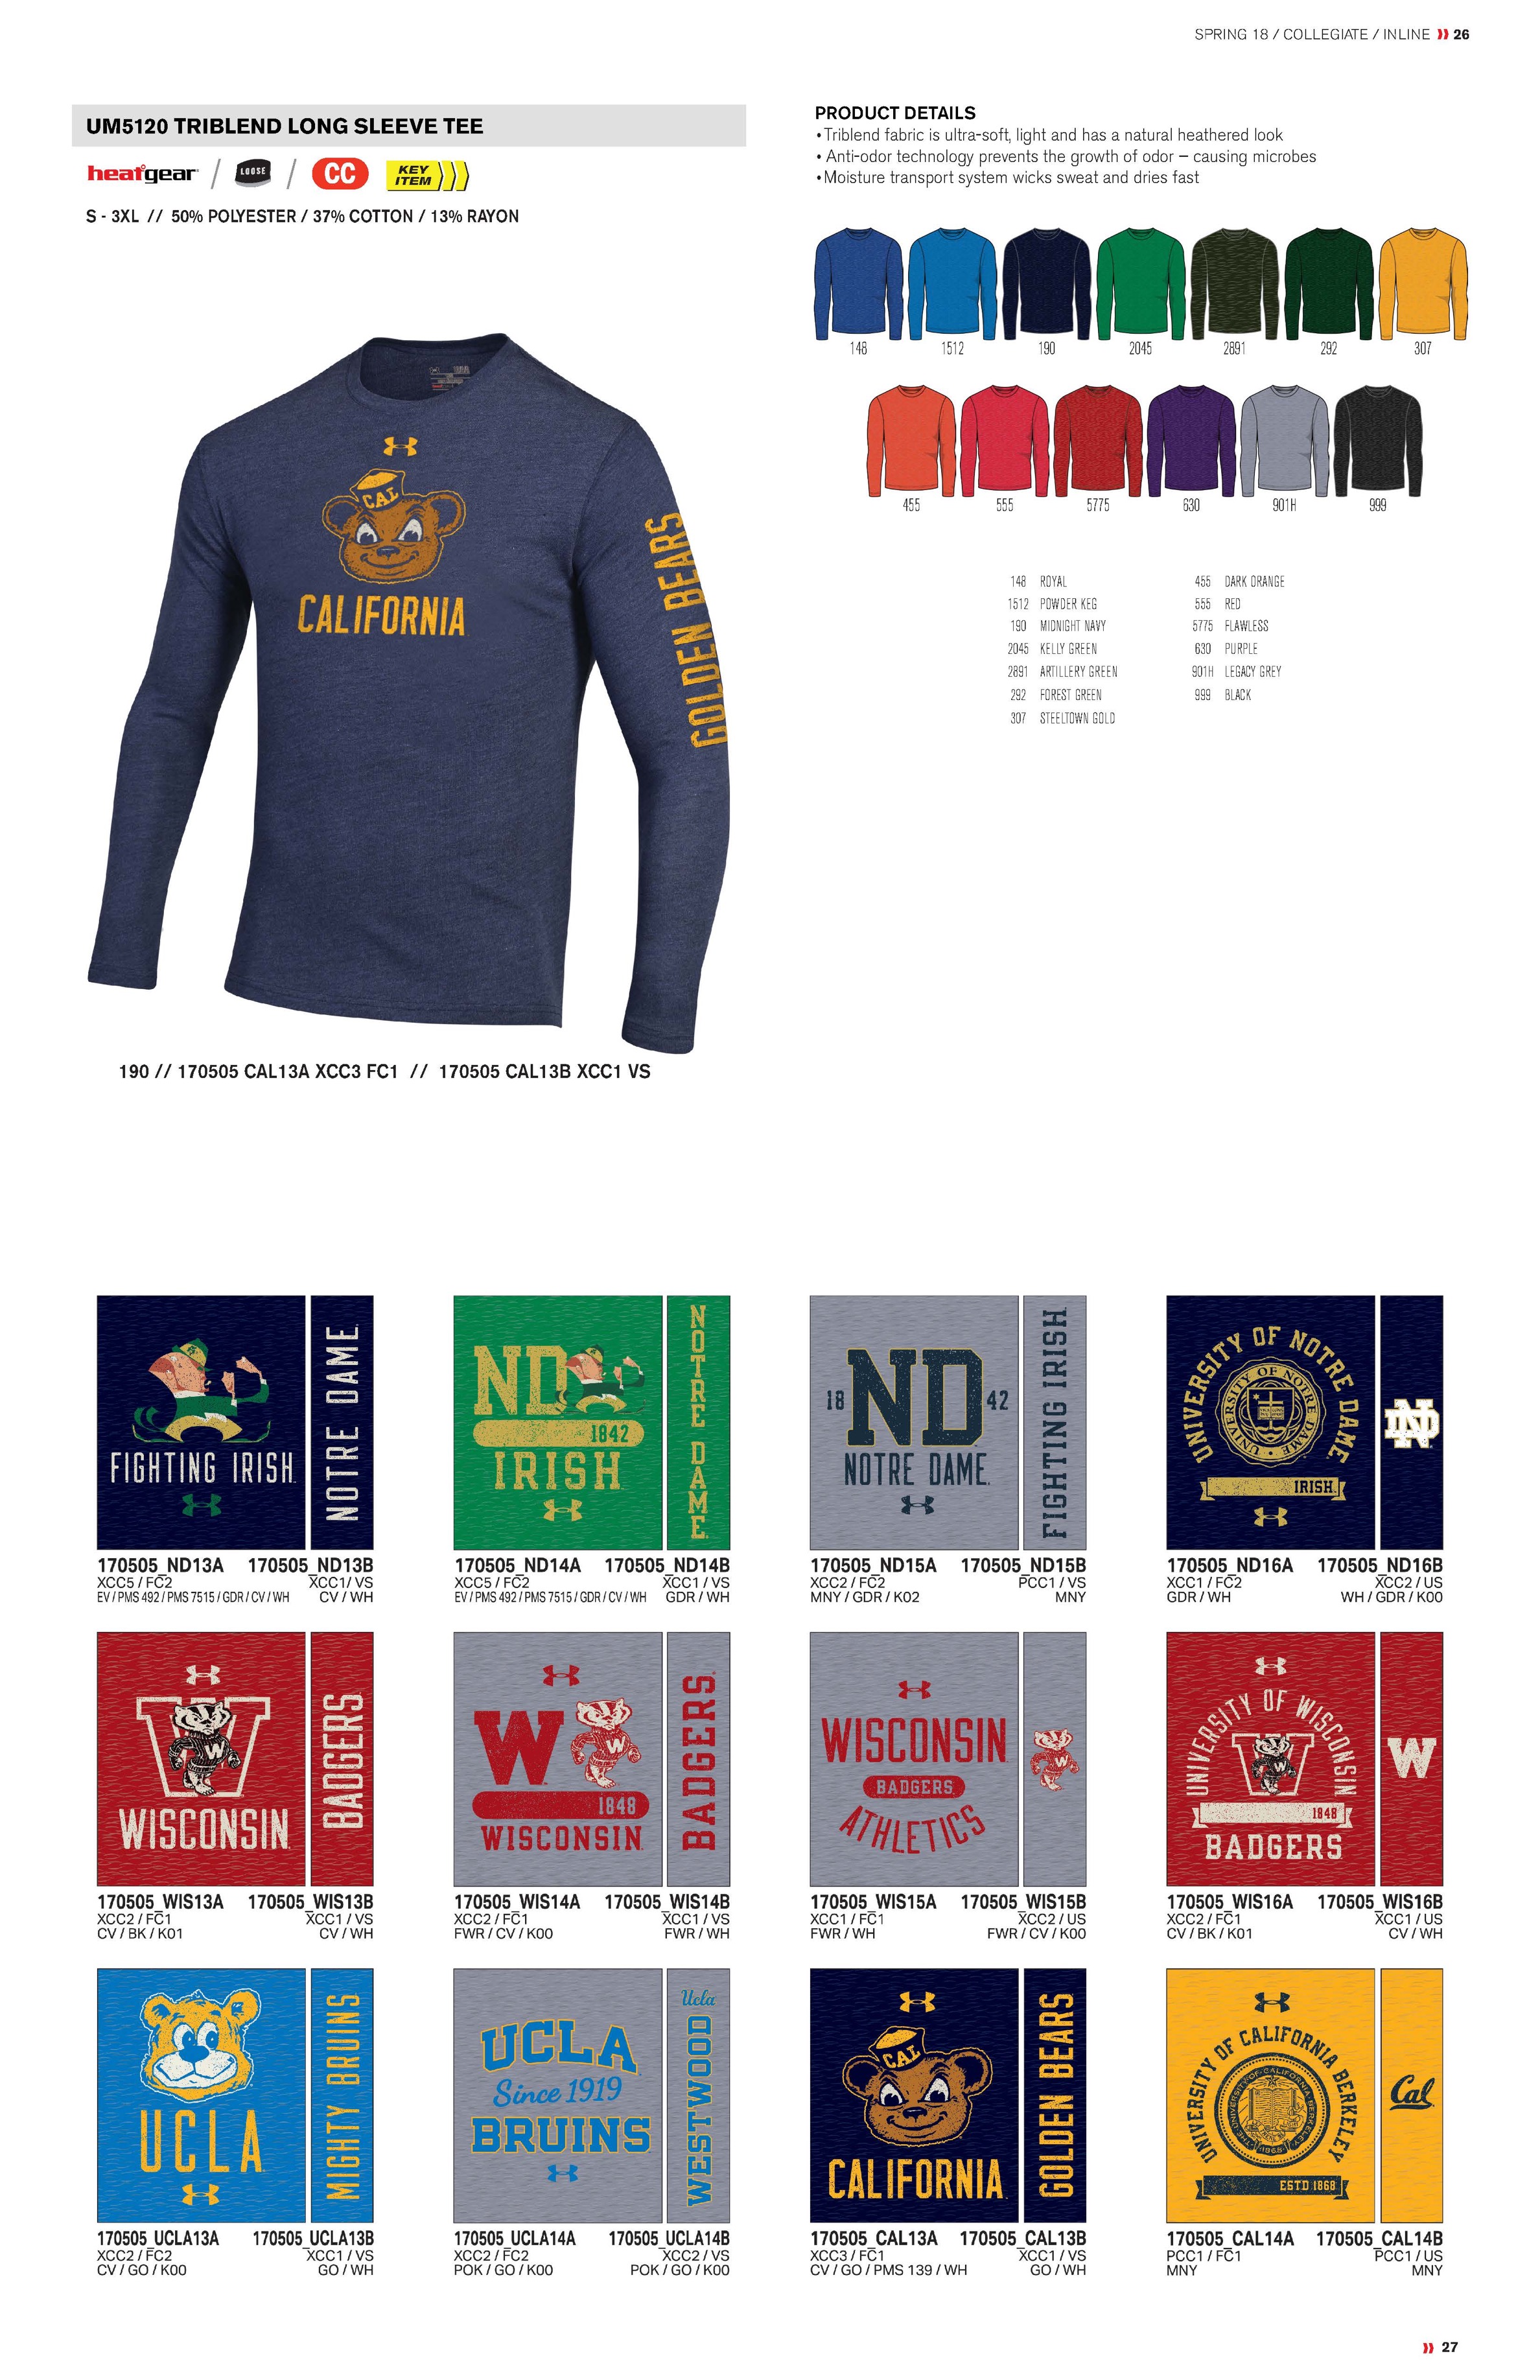 SPRING 18 / COLLEGIATE / INLINE 26
UM5120 TRIBLEND LONG SLEEVE TEE
heatgear / LOOSE / CC KEY ITEM
S - 3XL // 50% POLYESTER / 37% COTTON / 13% RAYON
PRODUCT DETAILS
• Triblend fabric is ultra-soft, light and has a natural heathered look
• Anti-odor technology prevents the growth of odor – causing microbes
• Moisture transport system wicks sweat and dries fast
148 1512 190 2045 2891 292 307
455 555 5775 630 901H 999
148 ROYAL
1512 POWDER KEG
190 MIDNIGHT NAVY
2045 KELLY GREEN
2891 ARTILLERY GREEN
292 FOREST GREEN
307 STEELTOWN GOLD
455 DARK ORANGE
555 RED
5775 FLAWLESS
630 PURPLE
901H LEGACY GREY
999 BLACK
CAL
CALIFORNIA
GOLDEN BEARS
190 // 170505 CAL13A XCC3 FC1 // 170505 CAL13B XCC1 VS
FIGHTING IRISH
NOTRE DAME
170505_ND13A 170505_ND13B
XCC5 / FC2 XCC1/ VS
EV / PMS 492 / PMS 7515 / GDR / CV / WH CV / WH
ND
1842
IRISH
NOTRE DAME
170505_ND14A 170505_ND14B
XCC5 / FC2 XCC1 / VS
EV / PMS 492 / PMS 7515 / GDR / CV / WH GDR / WH
18 ND 42
NOTRE DAME
FIGHTING IRISH
170505_ND15A 170505_ND15B
XCC2 / FC2 PCC1 / VS
MNY / GDR / K02 MNY
UNIVERSITY OF NOTRE DAME
UNIVERSITY OF NOTRE DAME
IRISH
ND
170505_ND16A 170505_ND16B
XCC1 / FC2 XCC2 / US
GDR / WH WH / GDR / K00
W
WISCONSIN
BADGERS
170505_WIS13A 170505_WIS13B
XCC2 / FC1 XCC1 / VS
CV / BK / K01 CV / WH
W W
1848
WISCONSIN
BADGERS
170505_WIS14A 170505_WIS14B
XCC2 / FC1 XCC1 / VS
FWR / CV / K00 FWR / WH
WISCONSIN
BADGERS
ATHLETICS
W
170505_WIS15A 170505_WIS15B
XCC1 / FC1 XCC2 / US
FWR / WH FWR / CV / K00
UNIVERSITY OF WISCONSIN
W
1848
BADGERS
W
170505_WIS16A 170505_WIS16B
XCC2 / FC1 XCC1 / US
CV / BK / K01 CV / WH
UCLA
MIGHTY BRUINS
170505_UCLA13A 170505_UCLA13B
XCC2 / FC2 XCC1 / VS
CV / GO / K00 GO / WH
UCLA
Since 1919
BRUINS
Ucla
WESTWOOD
170505_UCLA14A 170505_UCLA14B
XCC2 / FC2 XCC2 / VS
POK / GO / K00 POK / GO / K00
CAL
CALIFORNIA
GOLDEN BEARS
170505_CAL13A 170505_CAL13B
XCC3 / FC1 XCC1 / VS
CV / GO / PMS 139 / WH GO / WH
UNIVERSITY OF CALIFORNIA BERKELEY
ESTD 1868
Cal
170505_CAL14A 170505_CAL14B
PCC1 / FC1 PCC1 / US
MNY MNY
27